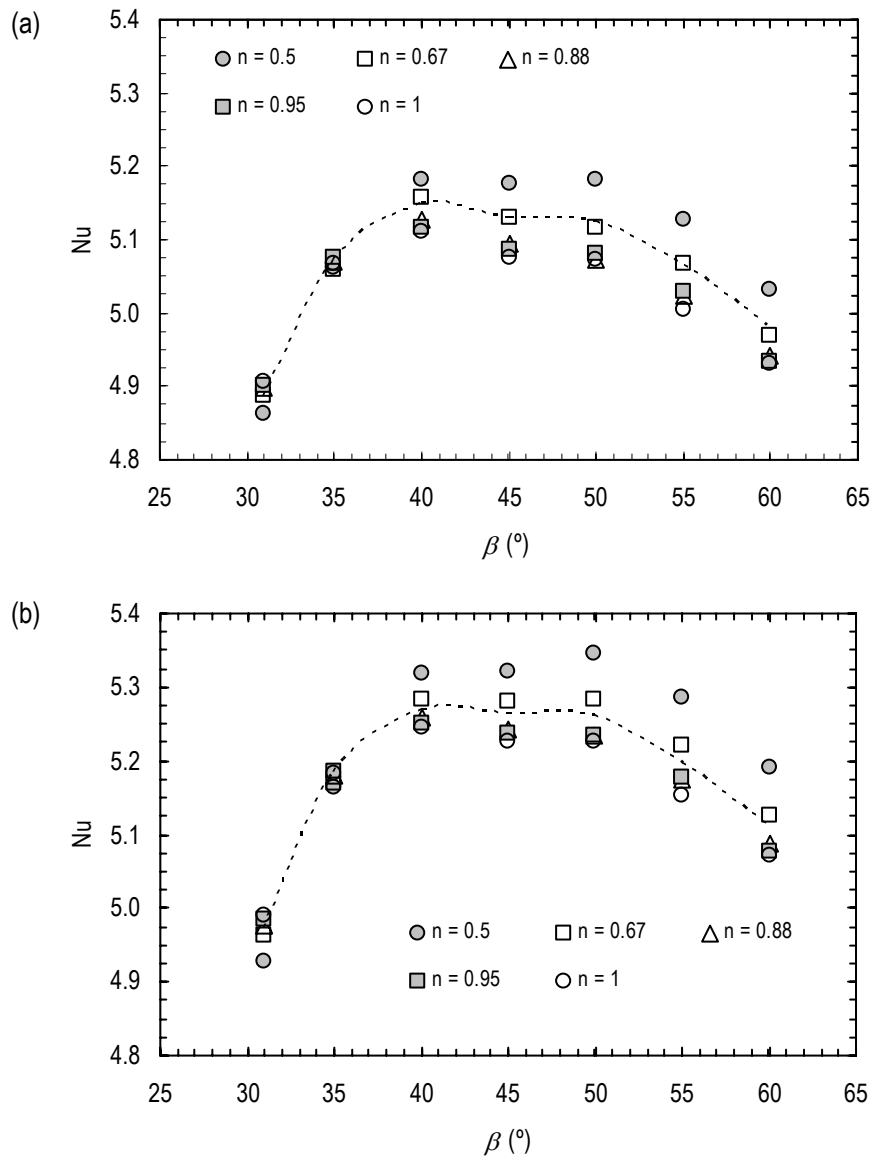 (a)
5.4
n = 0.5 n = 0.67 n = 0.88
5.3
n = 0.95 n = 1
5.2
Nu
5.1
5.0
4.9
4.8
25 30 35 40 45 50 55 60 65
β (º)
(b)
5.4
5.3
5.2
Nu
5.1
5.0
n = 0.5 n = 0.67 n = 0.88
4.9
n = 0.95 n = 1
4.8
25 30 35 40 45 50 55 60 65
β (º)